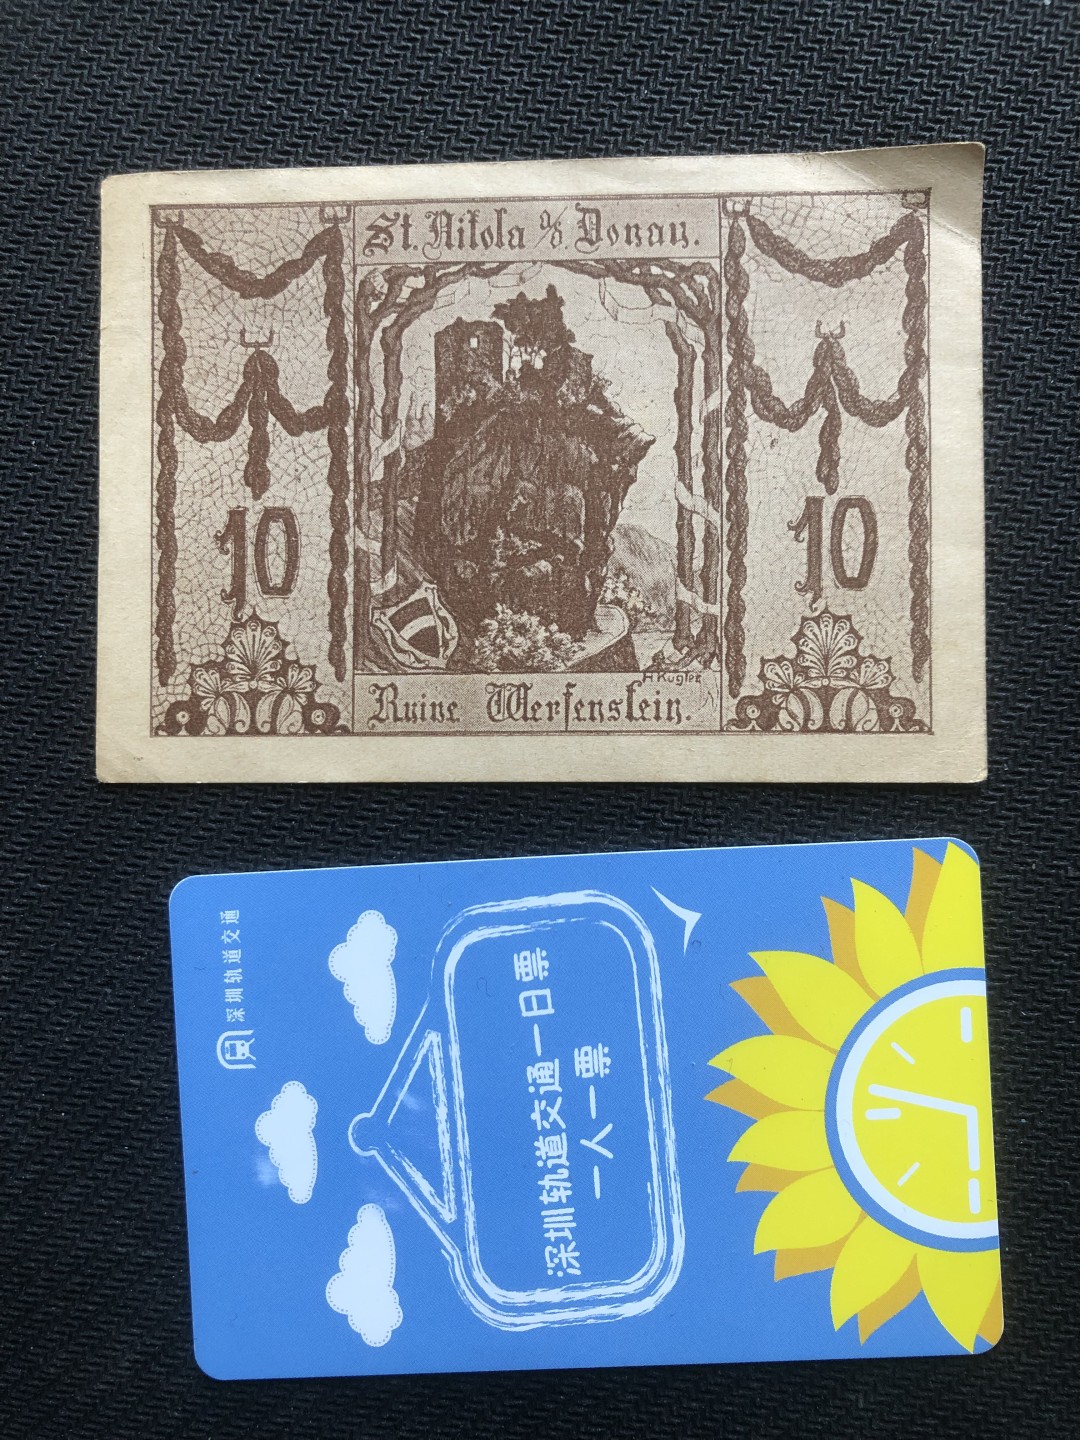 St. Nikola a/D Donau.
10
10
H Kugler
Ruine Werfenstein.
深圳轨道交通
深圳轨道交通一日票
一人一票